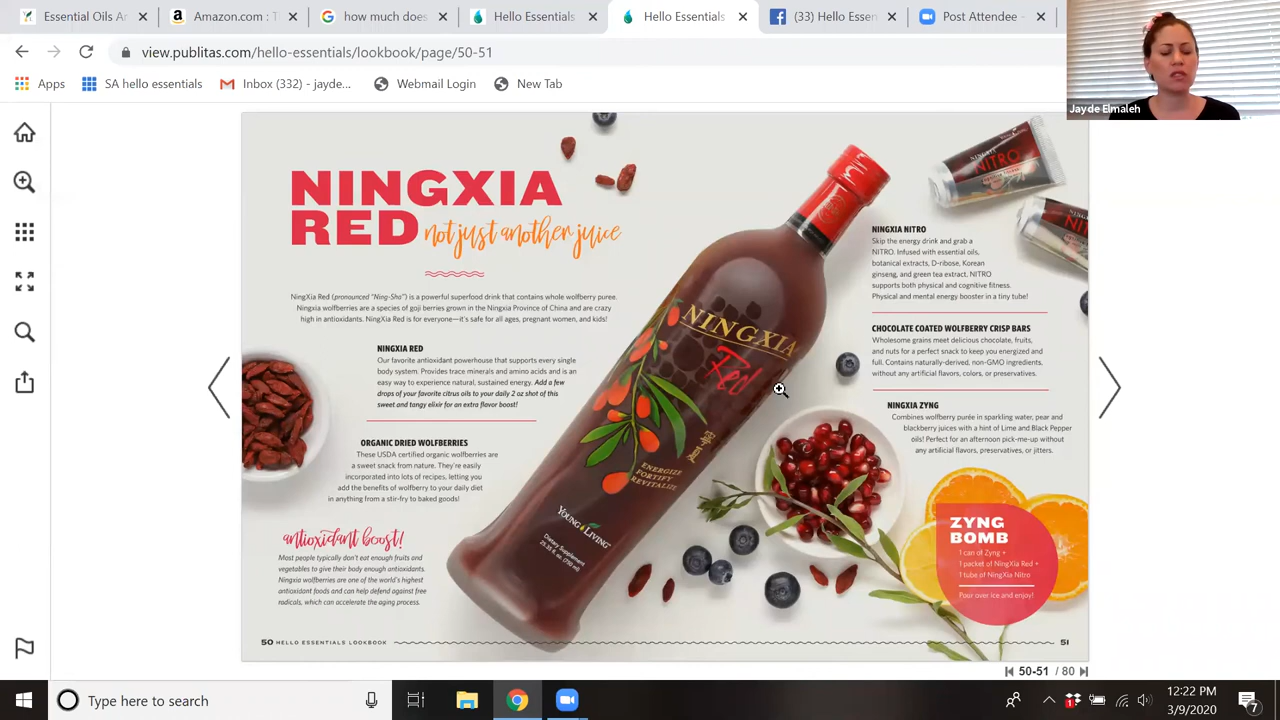 Essential Oils Ar
Amazon.com : T
how much does
Hello Essentials
Hello Essentials
(33) Hello Esse
Post Attendee –
view.publitas.com/hello-essentials/lookbook/page/50-51
Apps
SA hello essentials
Inbox (332) - jayde...
Webmail Login
New Tab
Jayde Elmaleh
NINGXIA
RED not just another juice
NingXia Red (pronounced "Ning-Sha") is a powerful superfood drink that contains whole wolfberry puree.
Ningxia wolfberries are a species of goji berries grown in the Ningxia Province of China and are crazy
high in antioxidants. NingXia Red is for everyone—it's safe for all ages, pregnant women, and kids!
NINGXIA RED
Our favorite antioxidant powerhouse that supports every single
body system. Provides trace minerals and amino acids and is an
easy way to experience natural, sustained energy. Add a few
drops of your favorite citrus oils to your daily 2 oz shot of this
sweet and tangy elixir for an extra flavor boost!
ORGANIC DRIED WOLFBERRIES
These USDA certified organic wolfberries are
a sweet snack from nature. They're easily
incorporated into lots of recipes, letting you
add the benefits of wolfberry to your daily diet
in anything from a stir-fry to baked goods!
antioxidant boost!
Most people typically don't eat enough fruits and
vegetables to give their body enough antioxidants.
Ningxia wolfberries are one of the world's highest
antioxidant foods and can help defend against free
radicals, which can accelerate the aging process.
NINGXIA
Red
宁夏
ENERGIZE
FORTIFY
REVITALIZE
YOUNG LIVING
Dietary Supplement
25.35 fl. oz. (750 ml)
NINGXIA
NITRO
NINGXIA NITRO
Skip the energy drink and grab a
NITRO. Infused with essential oils,
botanical extracts, D-ribose, Korean
ginseng, and green tea extract, NITRO
supports both physical and cognitive fitness.
Physical and mental energy booster in a tiny tube!
CHOCOLATE COATED WOLFBERRY CRISP BARS
Wholesome grains meet delicious chocolate, fruits,
and nuts for a perfect snack to keep you energized and
full. Contains naturally-derived, non-GMO ingredients,
without any artificial flavors, colors, or preservatives.
NINGXIA ZYNG
Combines wolfberry purée in sparkling water, pear and
blackberry juices with a hint of Lime and Black Pepper
oils! Perfect for an afternoon pick-me-up without
any artificial flavors, preservatives, or jitters.
ZYNG
BOMB
1 can of Zyng +
1 packet of NingXia Red +
1 tube of NingXia Nitro
Pour over ice and enjoy!
50 HELLO ESSENTIALS LOOKBOOK
51
50-51 / 80
Type here to search
1
12:22 PM
3/9/2020
7